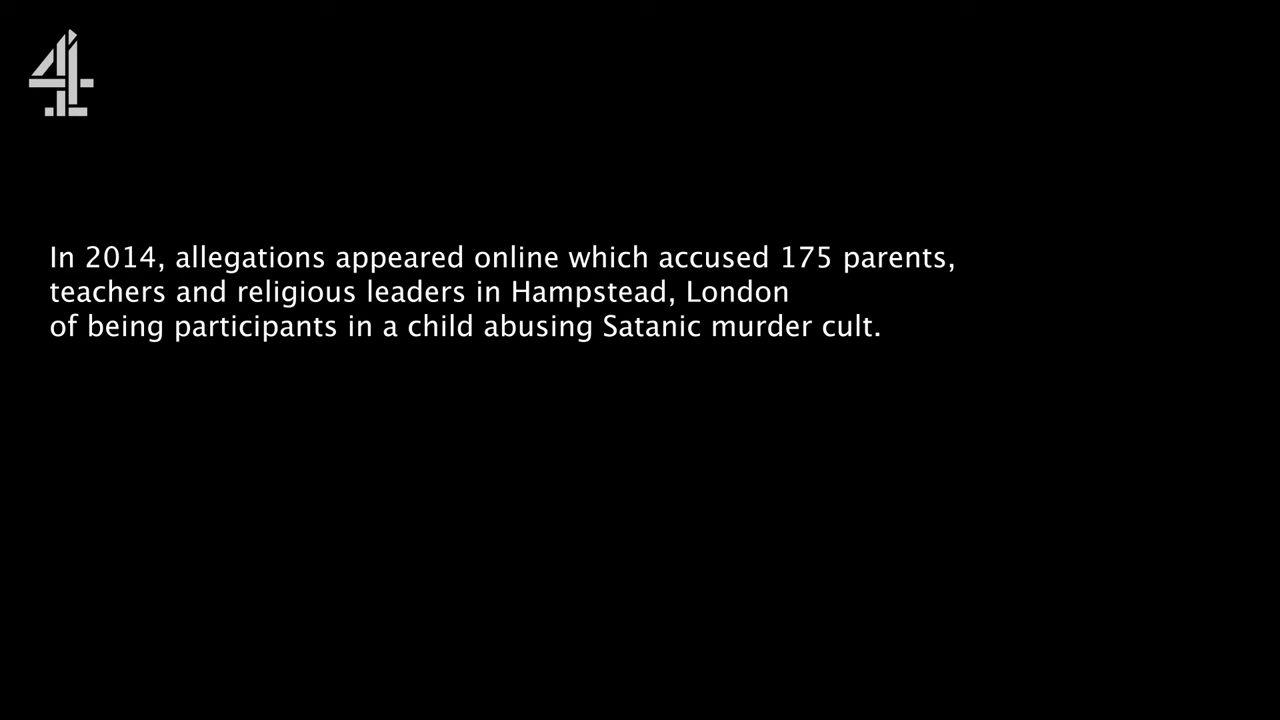 4
In 2014, allegations appeared online which accused 175 parents,
teachers and religious leaders in Hampstead, London
of being participants in a child abusing Satanic murder cult.